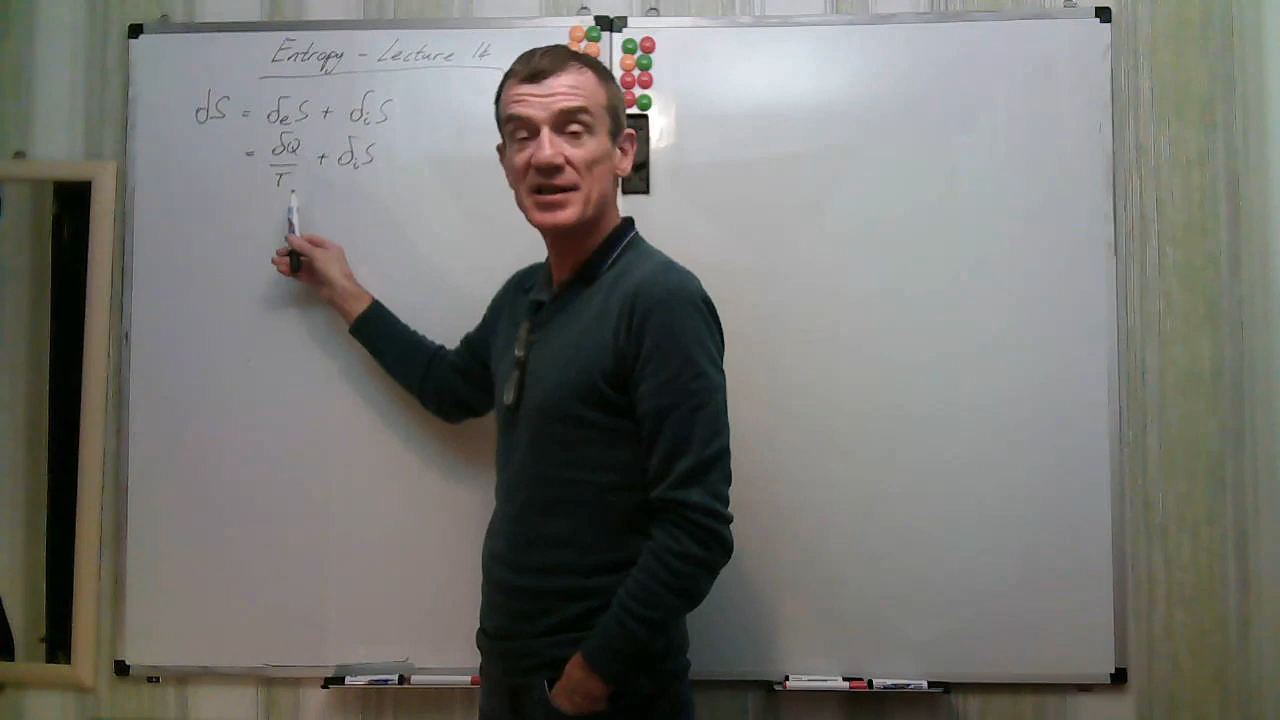 Entropy - Lecture 14
dS = δₑS + δᵢS
= δQ/T + δᵢS